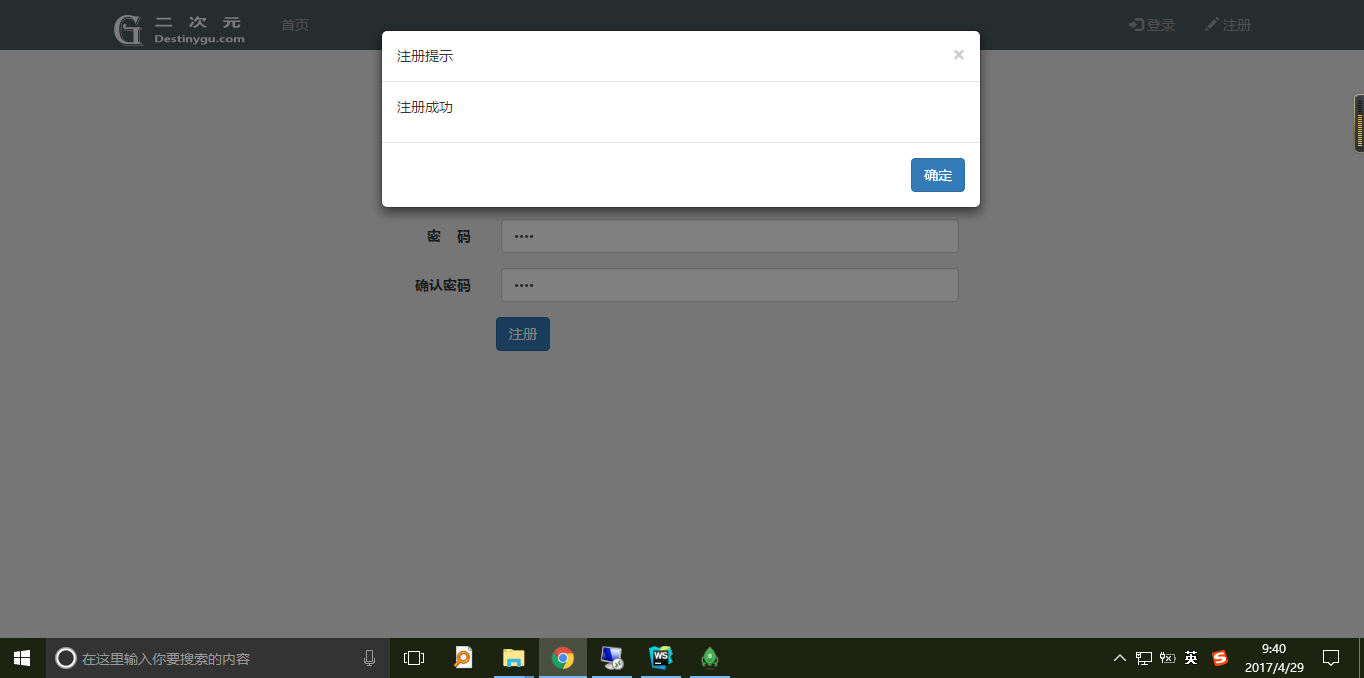 二 次 元
Destinygu.com
首页
登录
注册
注册提示
×
注册成功
确定
密 码
••••
确认密码
••••
注册
在这里输入你要搜索的内容
WS
英
9:40
2017/4/29